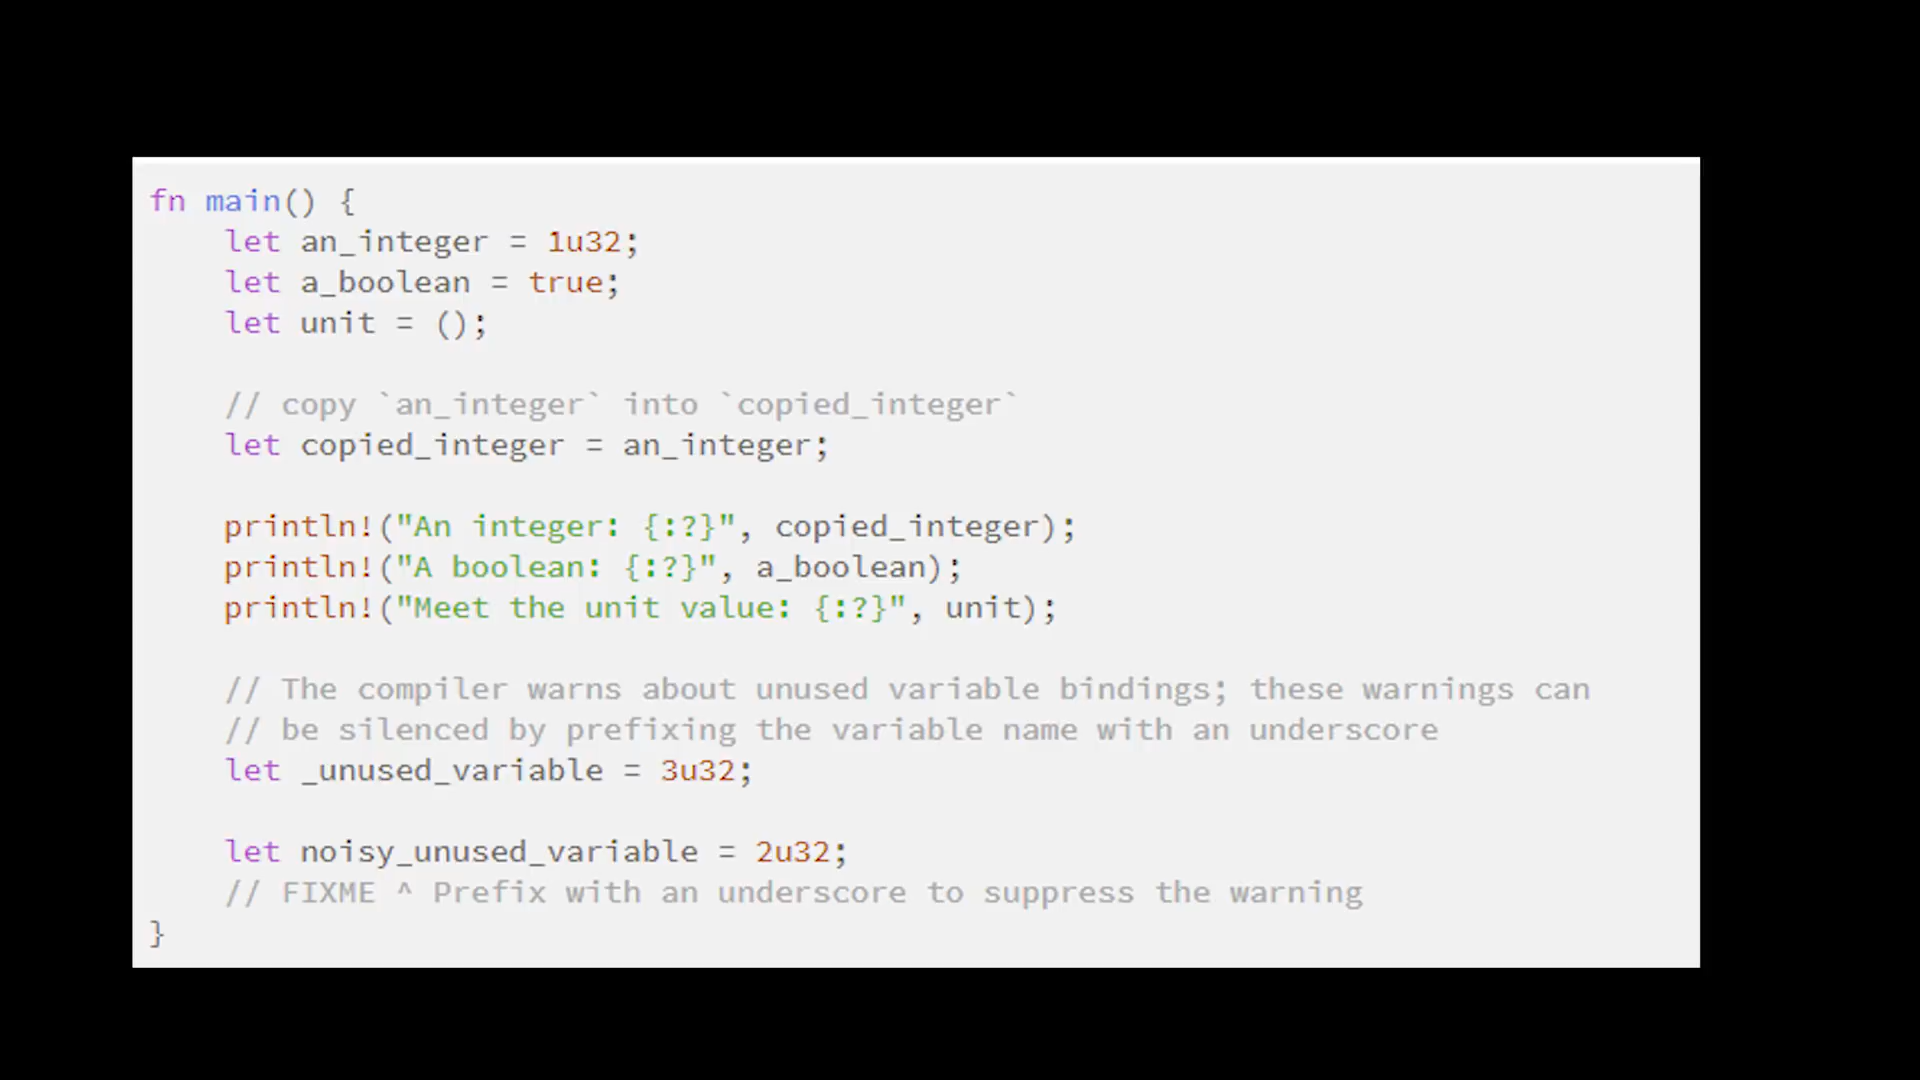 fn main() {
    let an_integer = 1u32;
    let a_boolean = true;
    let unit = ();

    // copy `an_integer` into `copied_integer`
    let copied_integer = an_integer;

    println!("An integer: {:?}", copied_integer);
    println!("A boolean: {:?}", a_boolean);
    println!("Meet the unit value: {:?}", unit);

    // The compiler warns about unused variable bindings; these warnings can
    // be silenced by prefixing the variable name with an underscore
    let _unused_variable = 3u32;

    let noisy_unused_variable = 2u32;
    // FIXME ^ Prefix with an underscore to suppress the warning
}